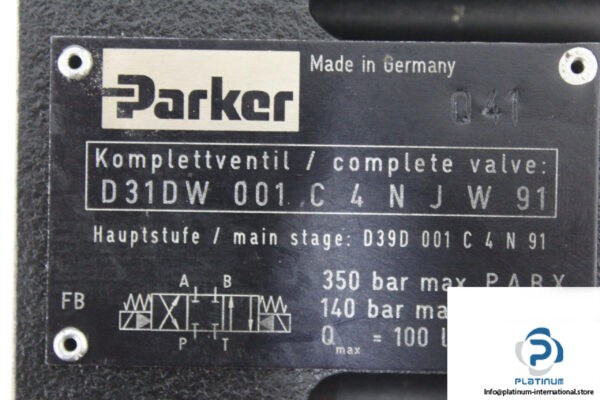 Parker
Made in Germany
Q41
Komplettventil / complete valve:
D31DW 001 C 4 N J W 91
Hauptstufe / main stage: D39D 001 C 4 N 91
A B
FB
P T
350 bar max P,A,B,X
140 bar ma
Qmax = 100 L
PLATINUM
Info@platinum-international.store